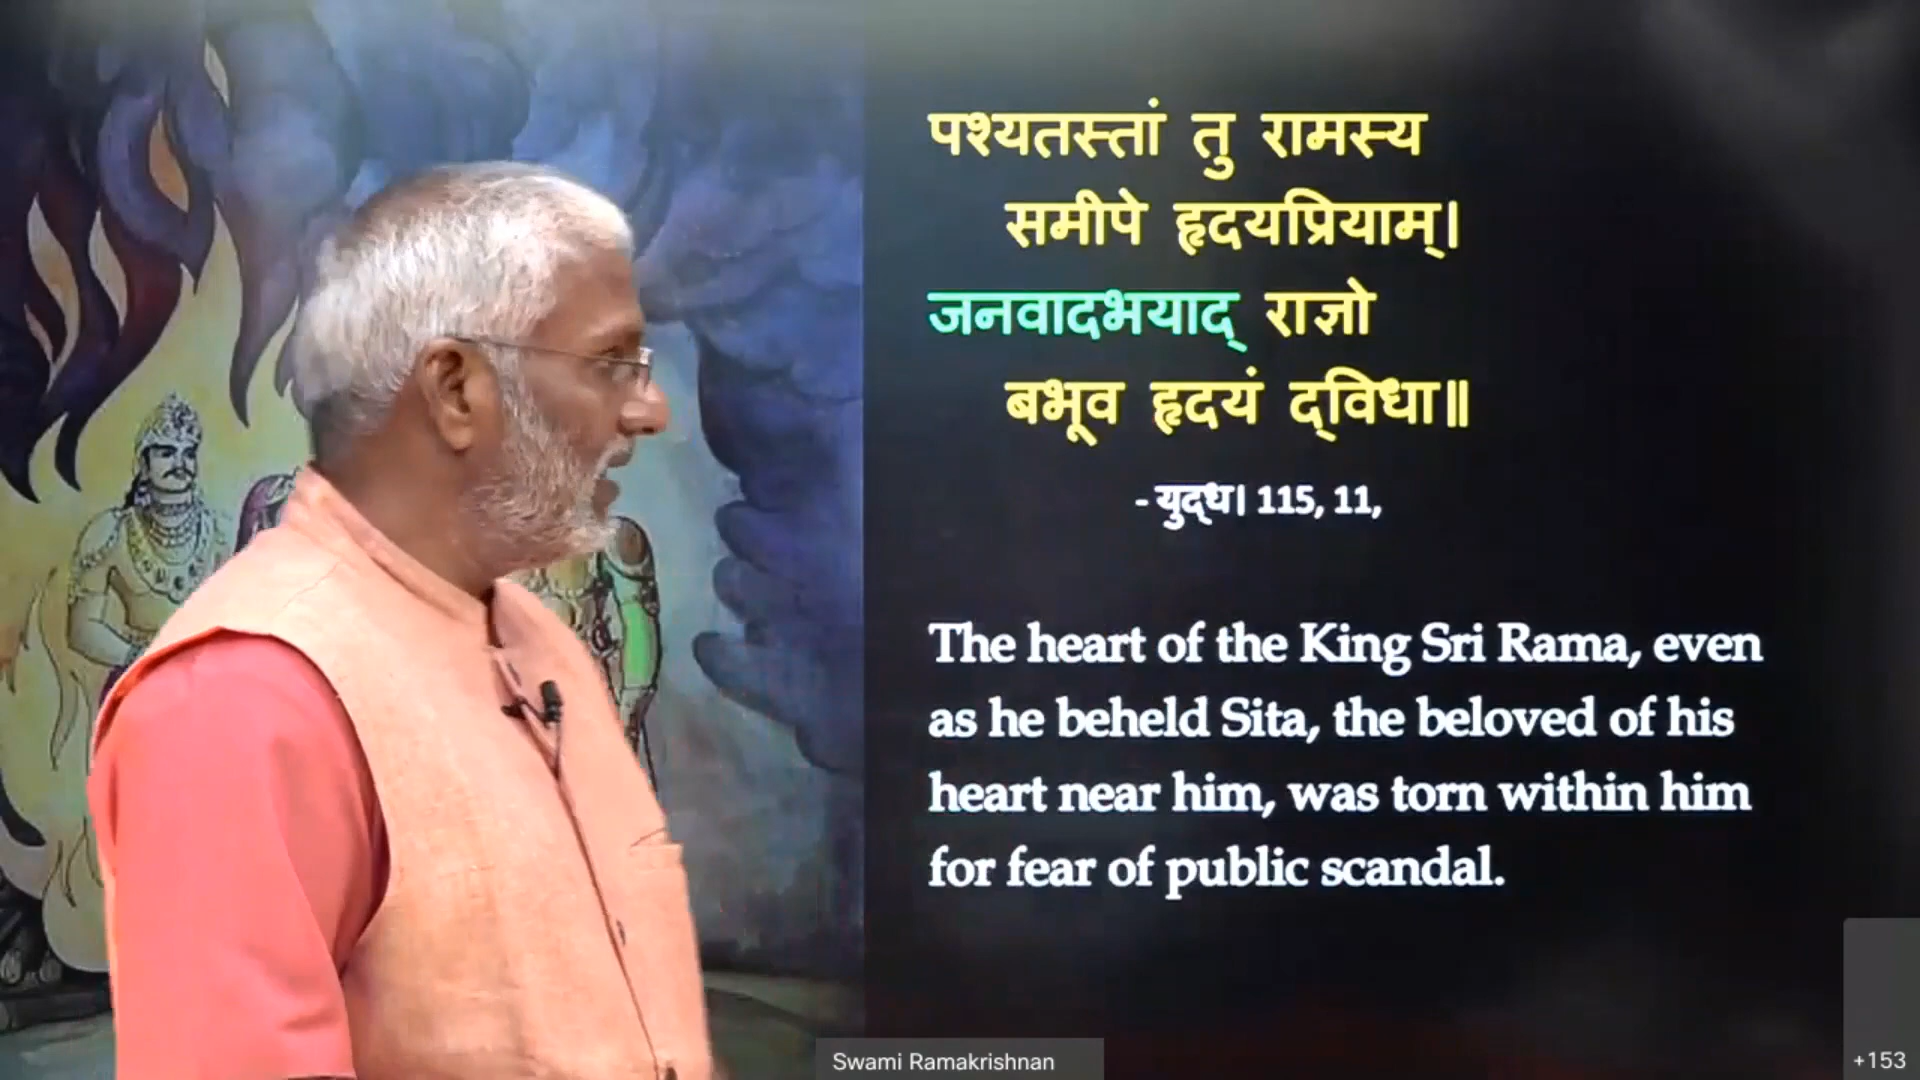 पश्यतस्तां तु रामस्य
समीपे हृदयप्रियाम्।
जनवादभयाद् राज्ञो
बभूव हृदयं द्विधा॥
- युद्ध। 115, 11,
The heart of the King Sri Rama, even
as he beheld Sita, the beloved of his
heart near him, was torn within him
for fear of public scandal.
Swami Ramakrishnan
+153